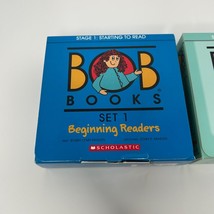 STAGE 1: STARTING TO READ
BOB
BOOKS
SET 1
Beginning Readers
SCHOLASTIC